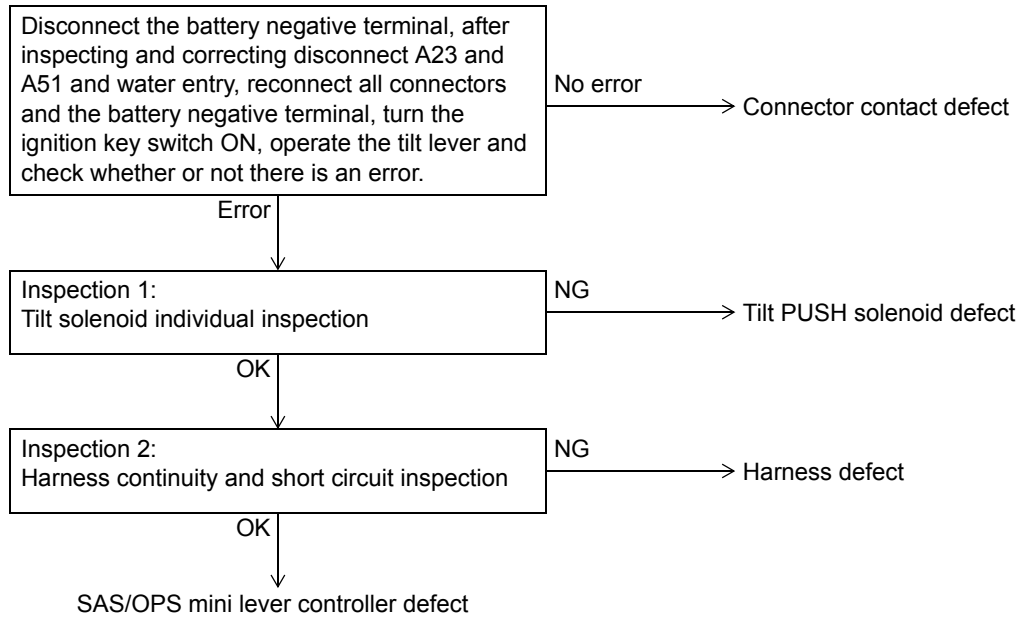 Disconnect the battery negative terminal, after
inspecting and correcting disconnect A23 and
A51 and water entry, reconnect all connectors
and the battery negative terminal, turn the
ignition key switch ON, operate the tilt lever and
check whether or not there is an error.
No error
Connector contact defect
Error
Inspection 1:
Tilt solenoid individual inspection
NG
Tilt PUSH solenoid defect
OK
Inspection 2:
Harness continuity and short circuit inspection
NG
Harness defect
OK
SAS/OPS mini lever controller defect